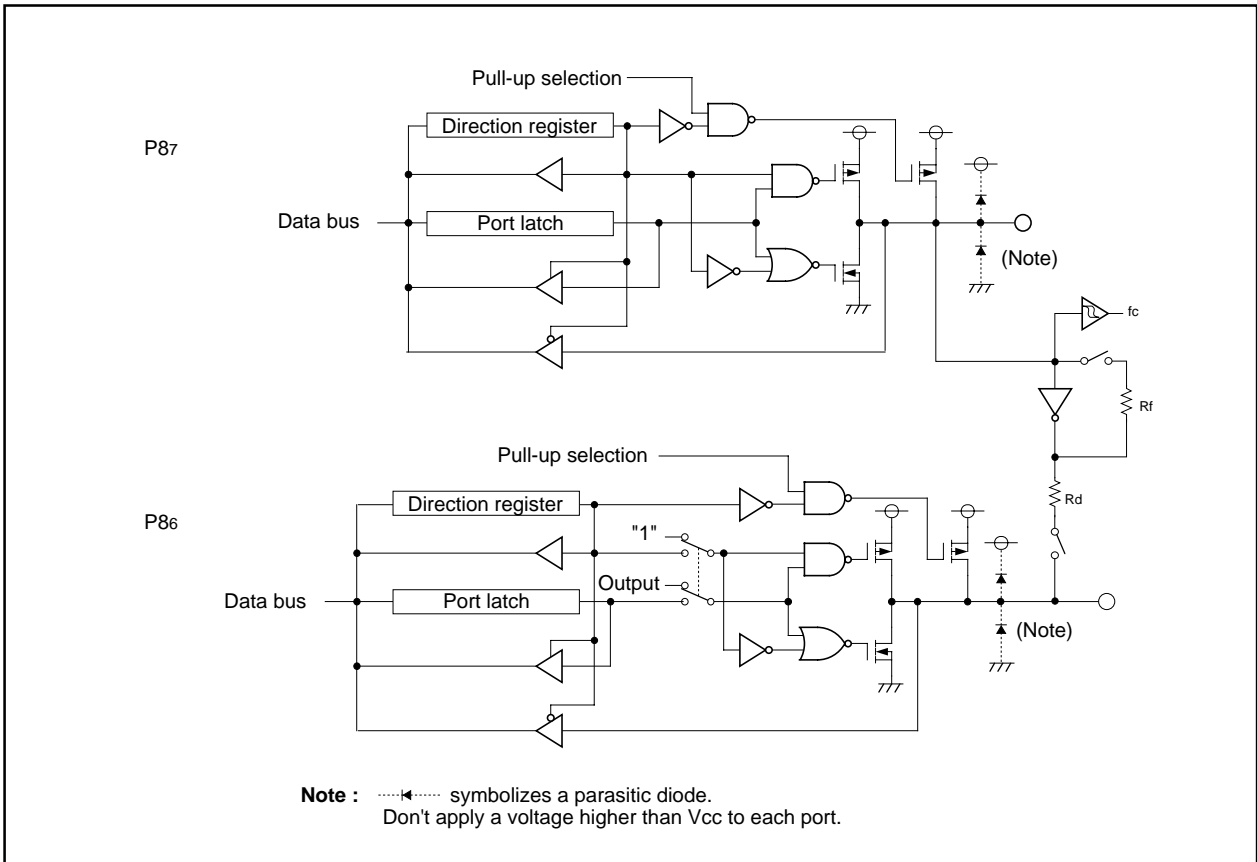 Pull-up selection
Direction register
P87
Data bus
Port latch
(Note)
fc
Rf
Pull-up selection
Rd
Direction register
P86
"1"
Output
Data bus
Port latch
(Note)
Note : symbolizes a parasitic diode.
Don't apply a voltage higher than Vcc to each port.